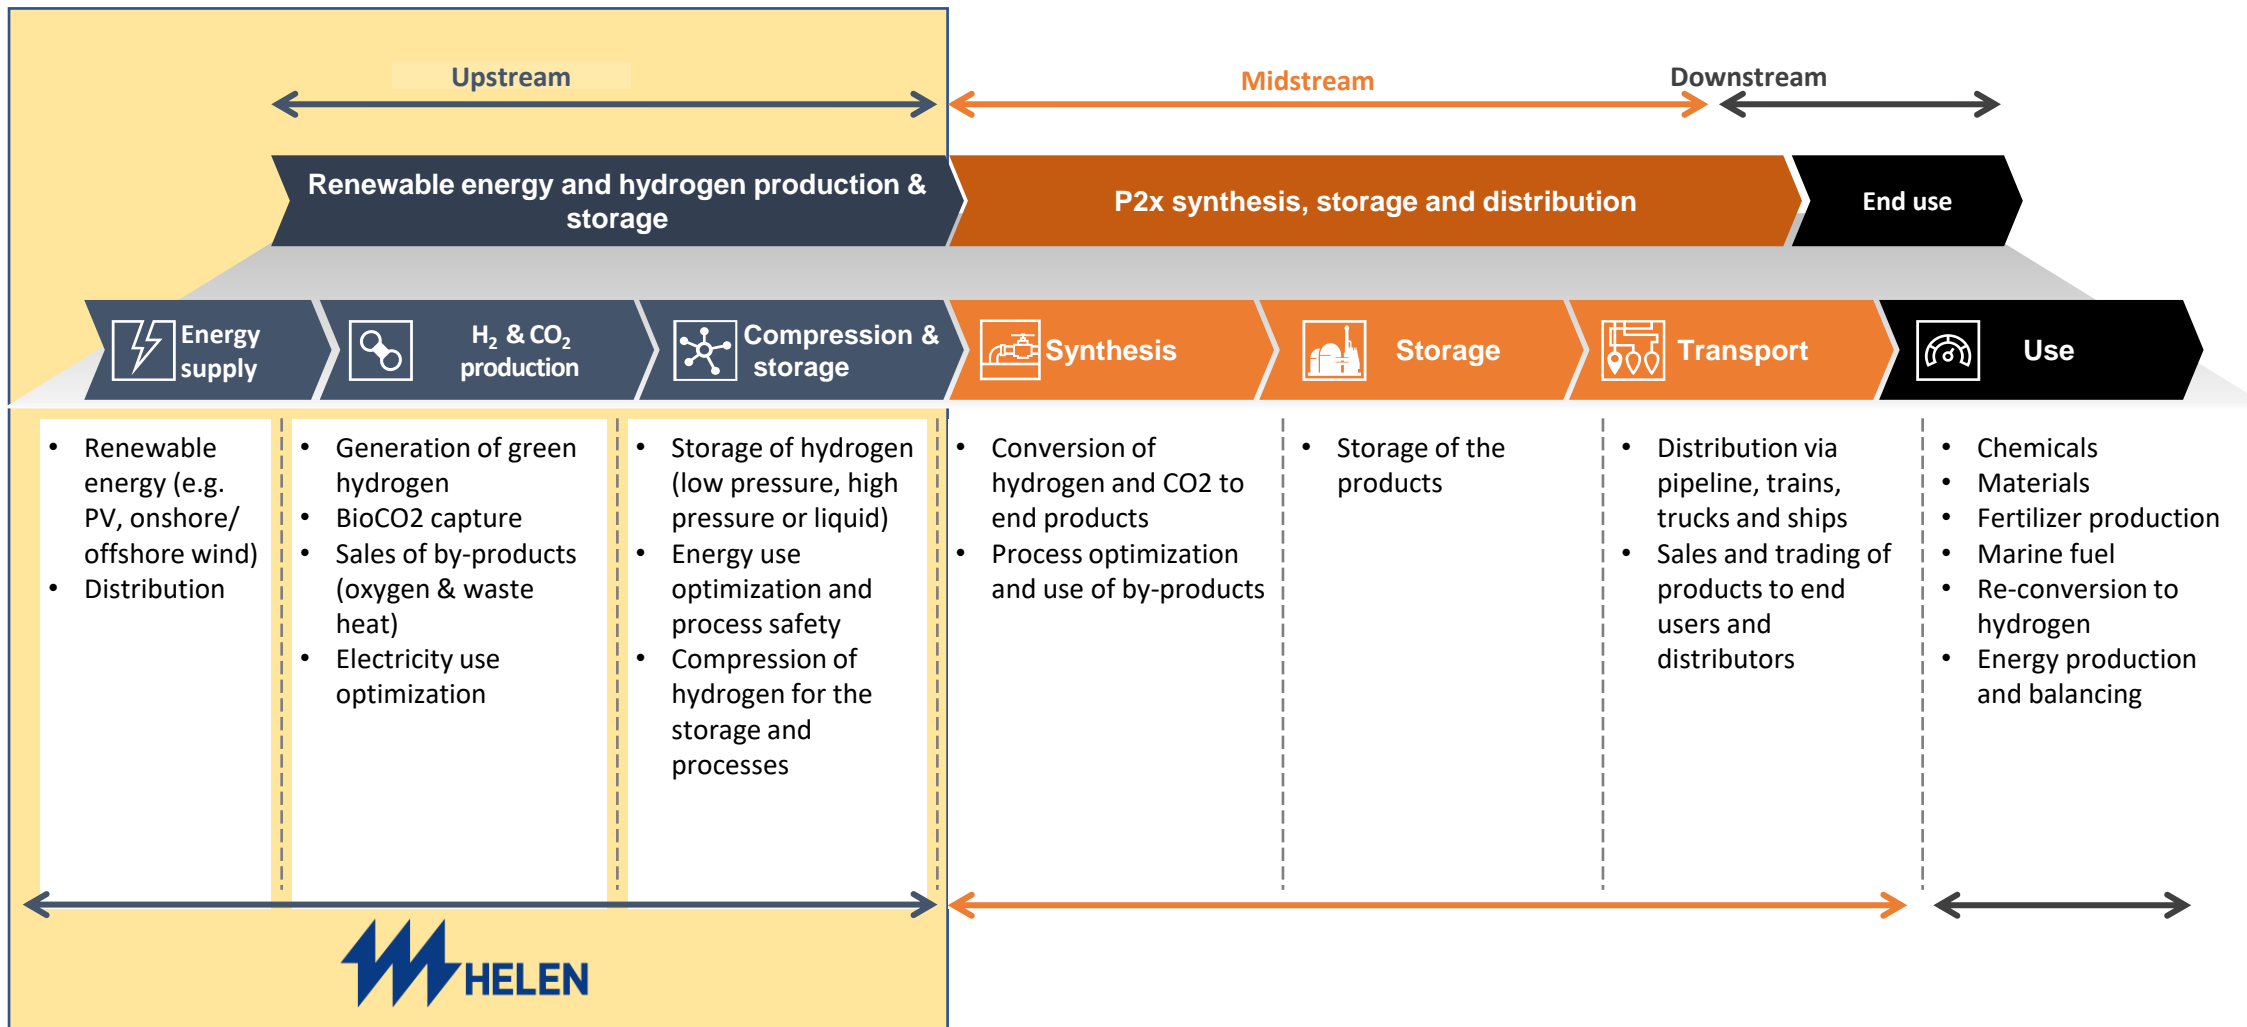 Upstream
Midstream
Downstream
Renewable energy and hydrogen production &
storage
P2x synthesis, storage and distribution
End use
Energy
supply
H₂ & CO₂
production
Compression &
storage
Synthesis
Storage
Transport
Use
• Renewable
energy (e.g.
PV, onshore/
offshore wind)
• Distribution
• Generation of green
hydrogen
• BioCO2 capture
• Sales of by-products
(oxygen & waste
heat)
• Electricity use
optimization
• Storage of hydrogen
(low pressure, high
pressure or liquid)
• Energy use
optimization and
process safety
• Compression of
hydrogen for the
storage and
processes
• Conversion of
hydrogen and CO2 to
end products
• Process optimization
and use of by-products
• Storage of the
products
• Distribution via
pipeline, trains,
trucks and ships
• Sales and trading of
products to end
users and
distributors
• Chemicals
• Materials
• Fertilizer production
• Marine fuel
• Re-conversion to
hydrogen
• Energy production
and balancing
HELEN